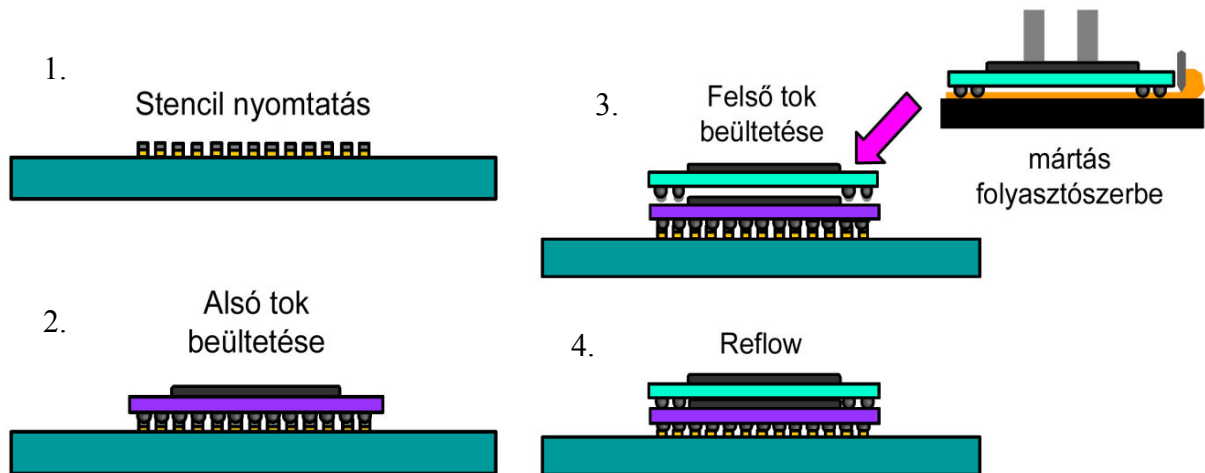 1.
Stencil nyomtatás
2.
Alsó tok
beültetése
3.
Felső tok
beültetése
mártás
folyasztószerbe
4.
Reflow